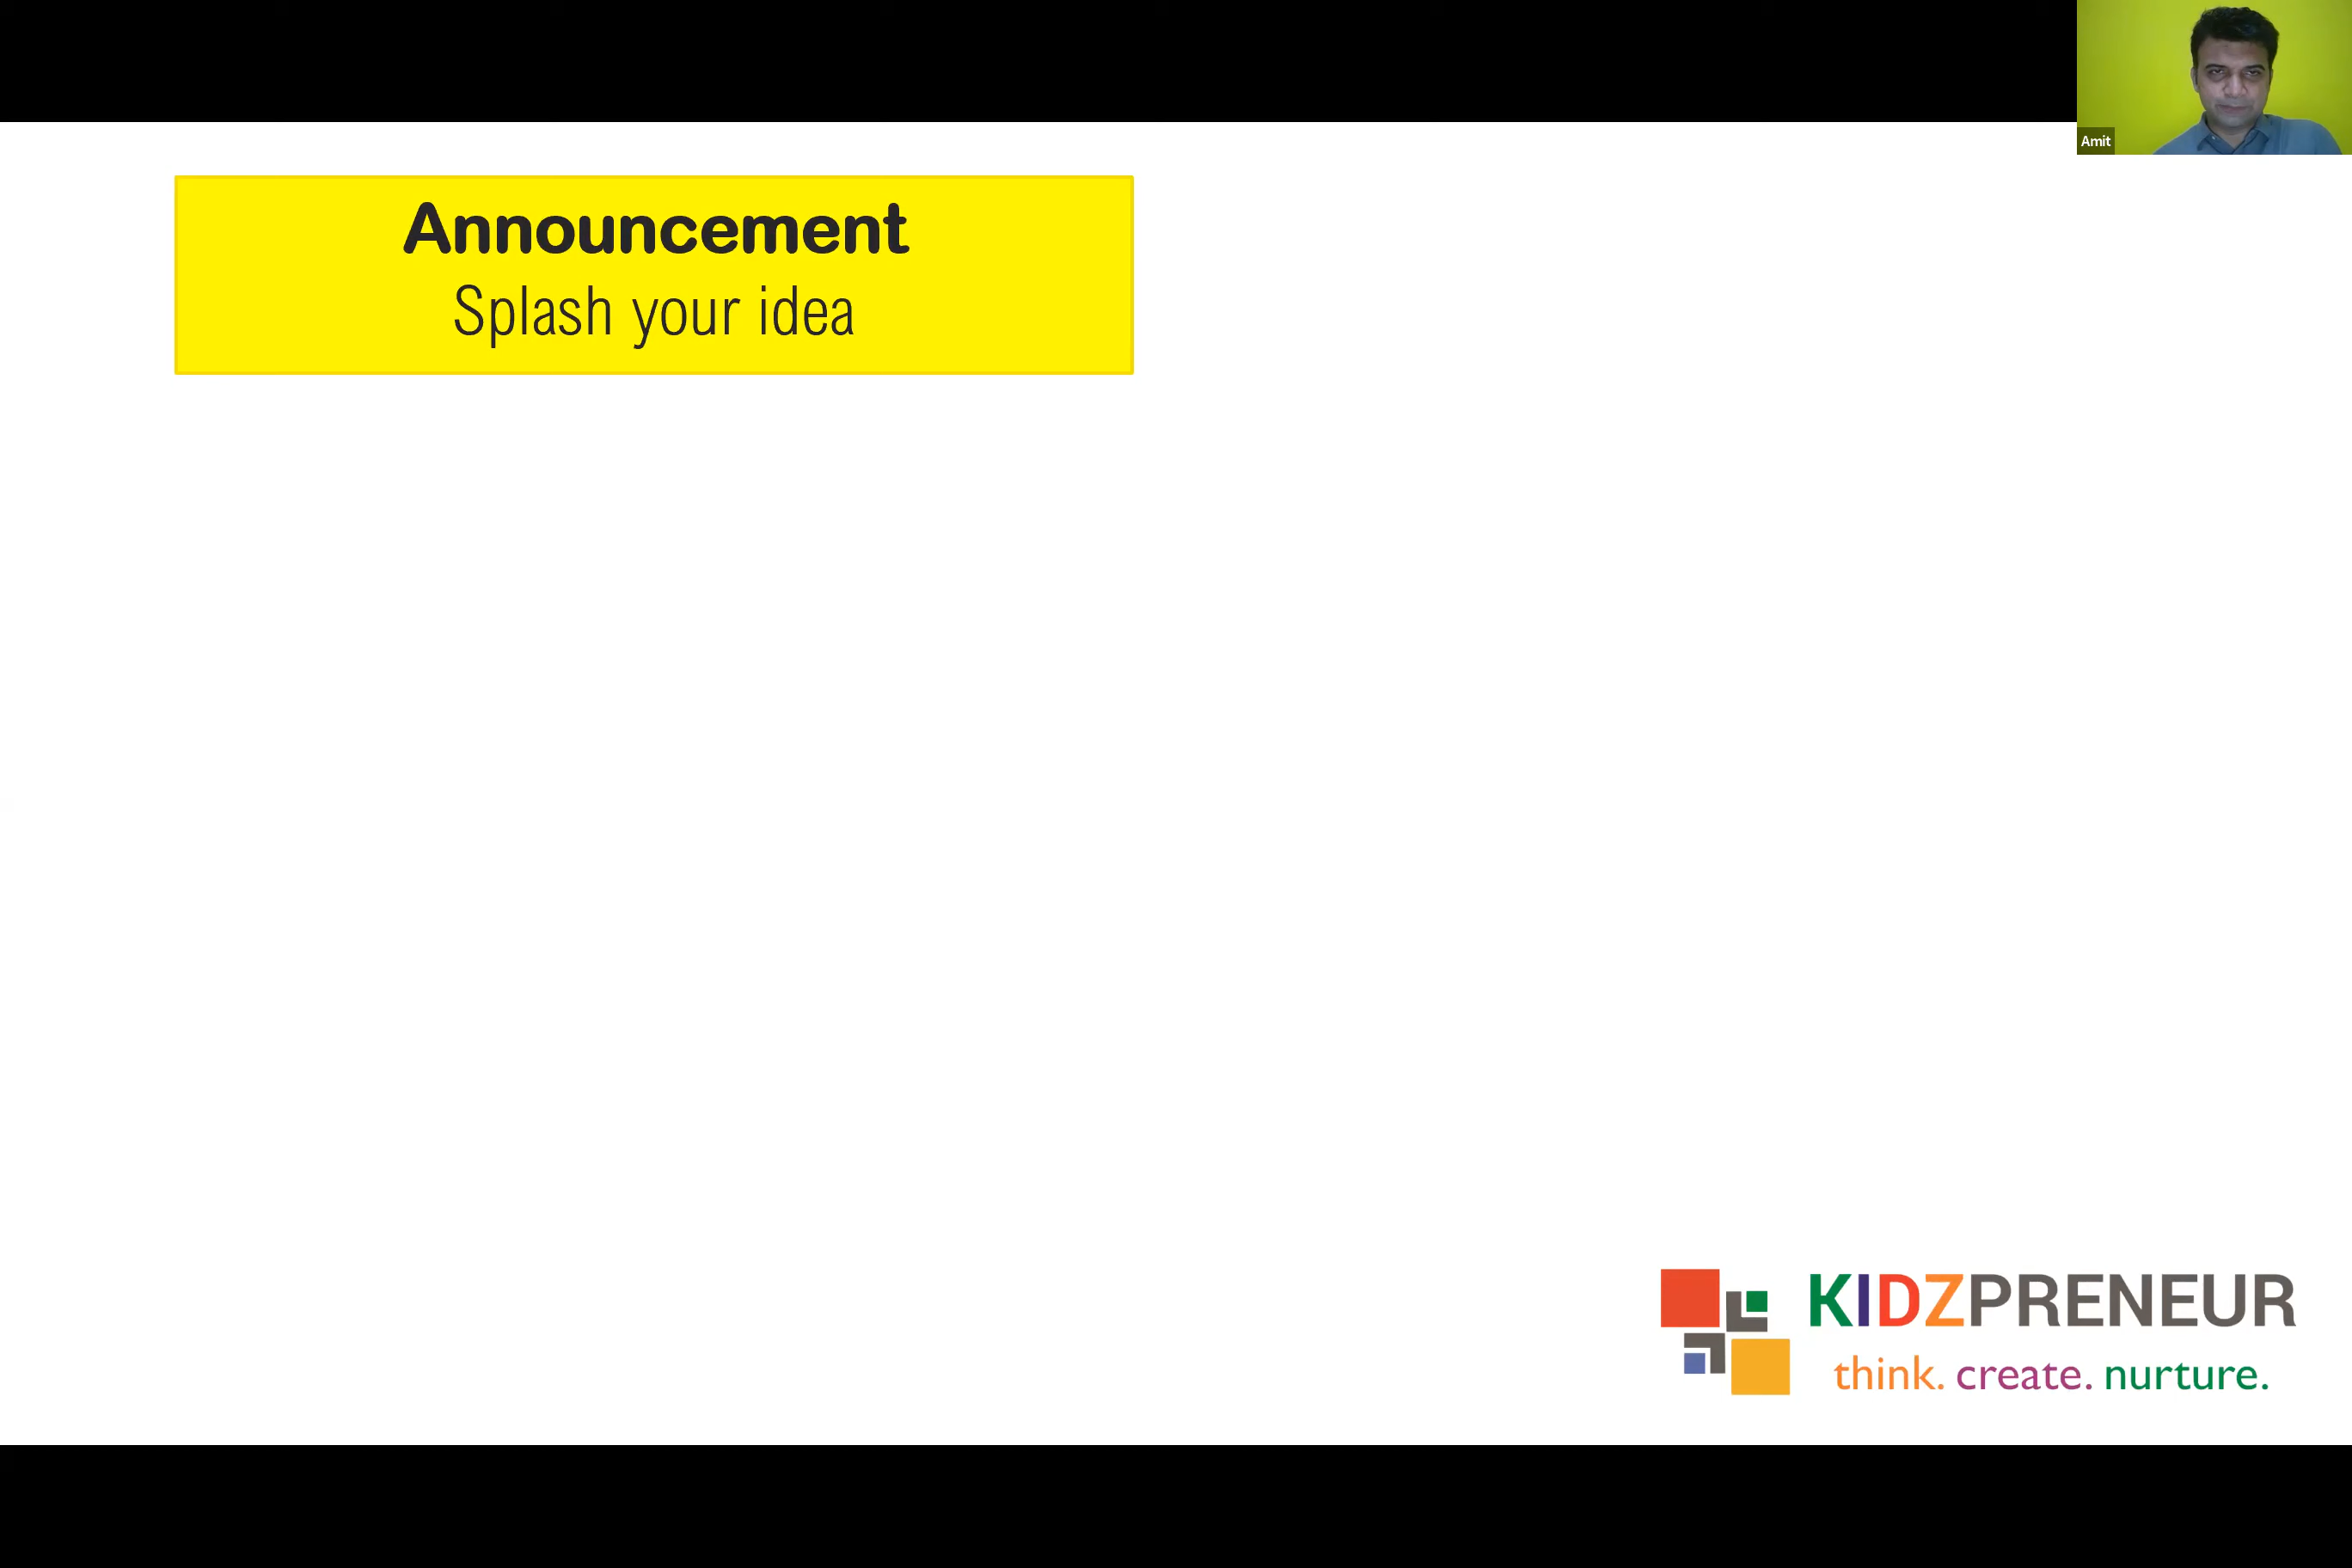 Amit
Announcement
Splash your idea
KIDZPRENEUR
think. create. nurture.